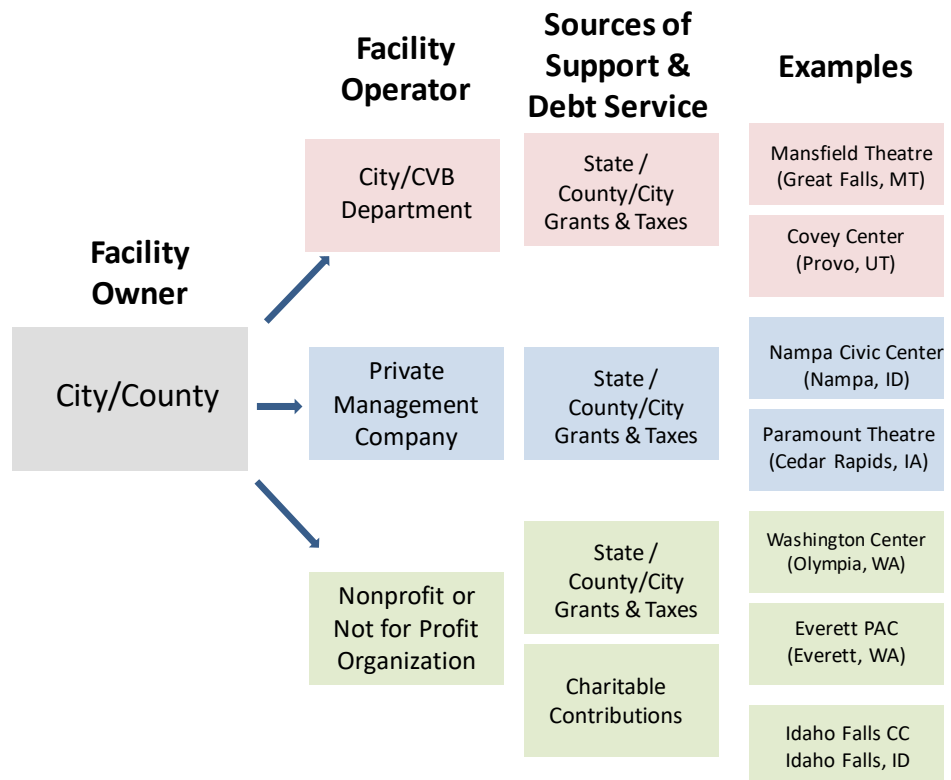 Facility
Operator
Sources of
Support &
Debt Service
Examples
City/CVB
Department
State /
County/City
Grants & Taxes
Mansfield Theatre
(Great Falls, MT)
Covey Center
(Provo, UT)
Facility
Owner
City/County
Private
Management
Company
State /
County/City
Grants & Taxes
Nampa Civic Center
(Nampa, ID)
Paramount Theatre
(Cedar Rapids, IA)
Nonprofit or
Not for Profit
Organization
State /
County/City
Grants & Taxes
Charitable
Contributions
Washington Center
(Olympia, WA)
Everett PAC
(Everett, WA)
Idaho Falls CC
Idaho Falls, ID